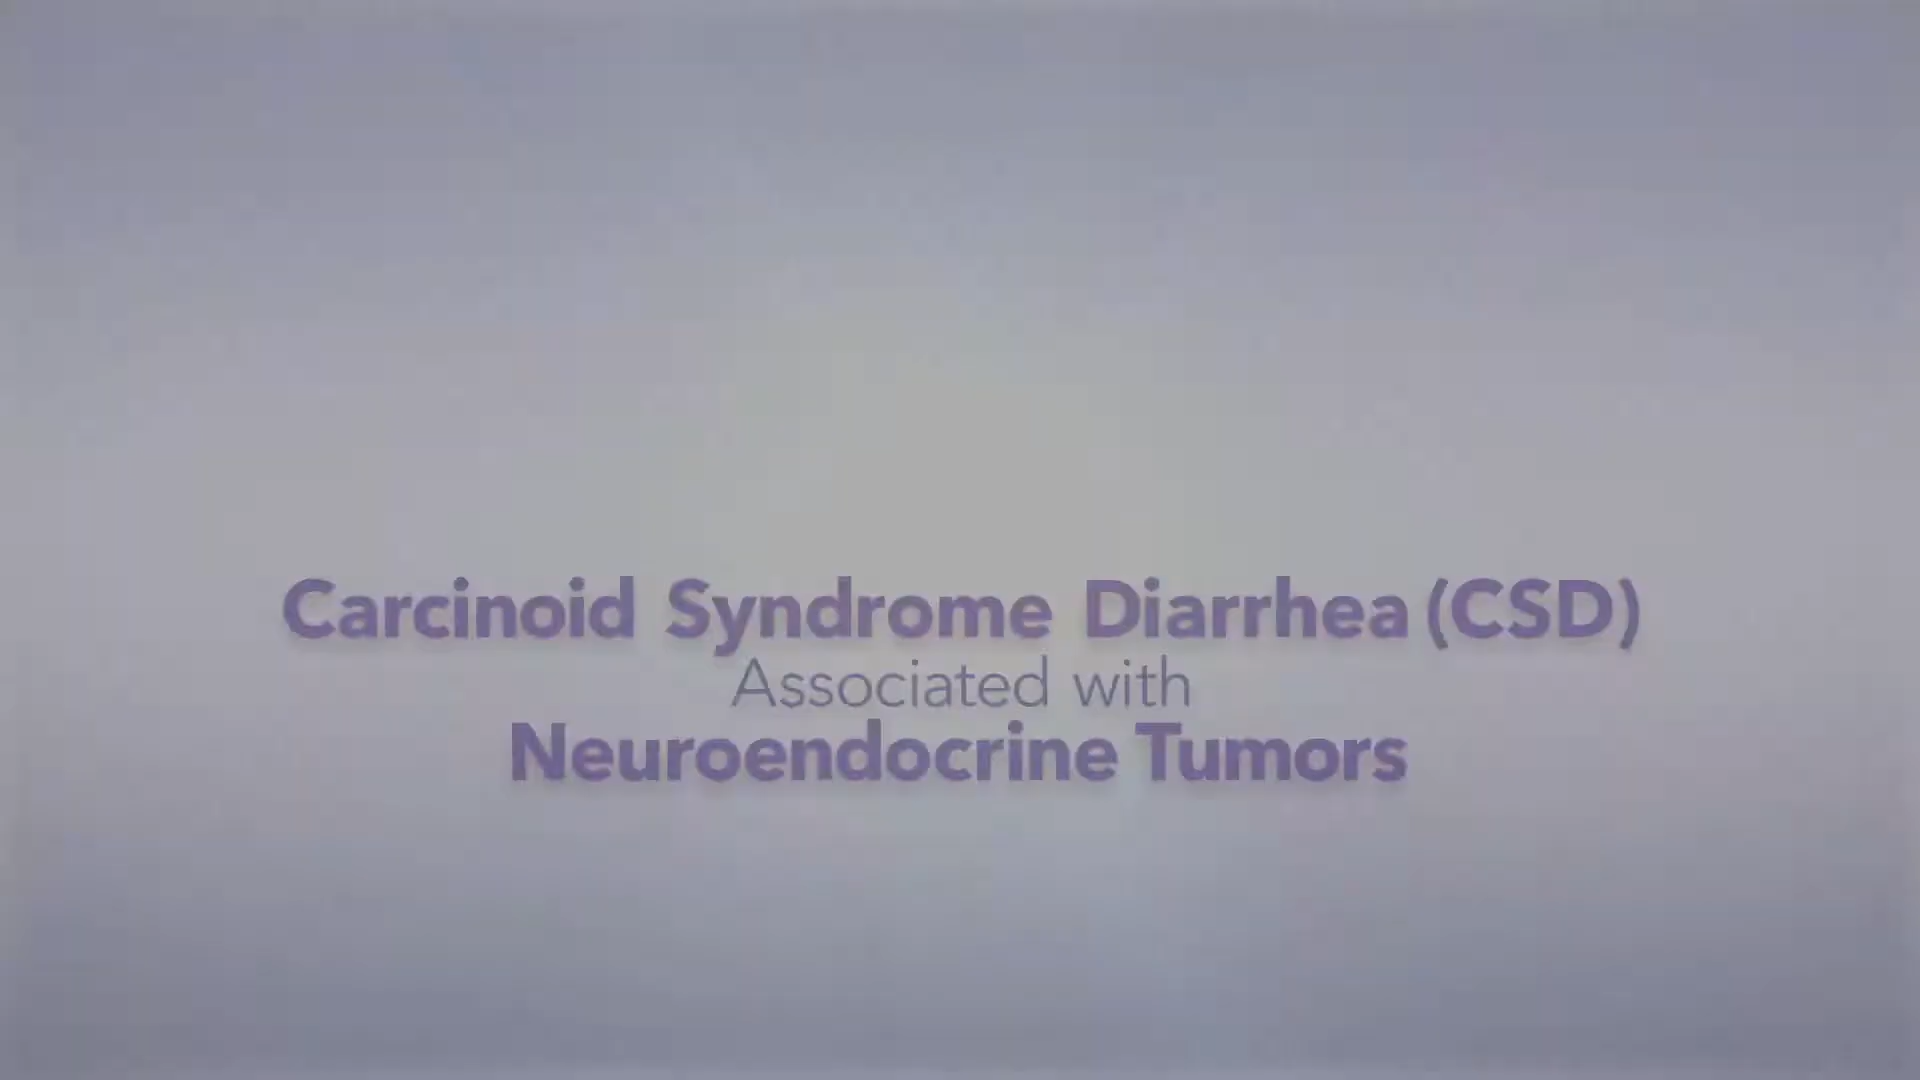 Carcinoid Syndrome Diarrhea (CSD)
Associated with
Neuroendocrine Tumors